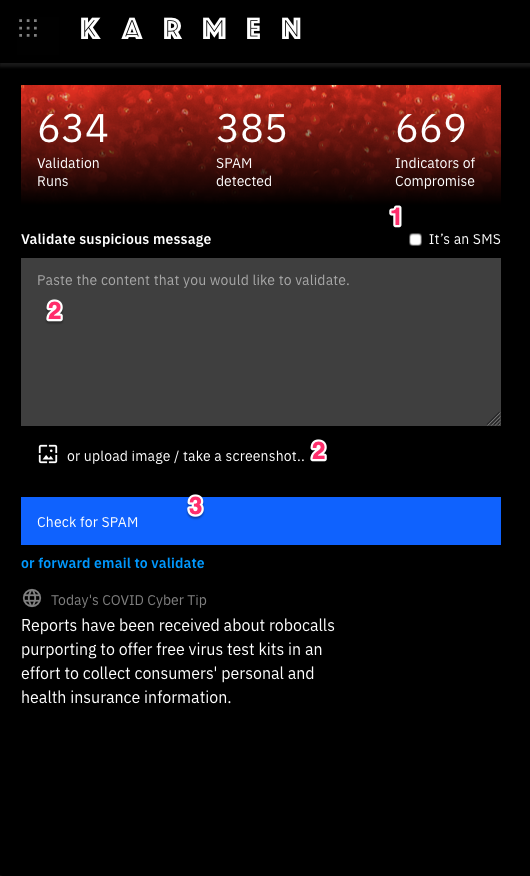 KARMEN
634 385 669
Validation SPAM Indicators of
Runs detected Compromise
1
Validate suspicious message It's an SMS
Paste the content that you would like to validate.
2
or upload image / take a screenshot.. 2
3
Check for SPAM
or forward email to validate
Today's COVID Cyber Tip
Reports have been received about robocalls
purporting to offer free virus test kits in an
effort to collect consumers' personal and
health insurance information.